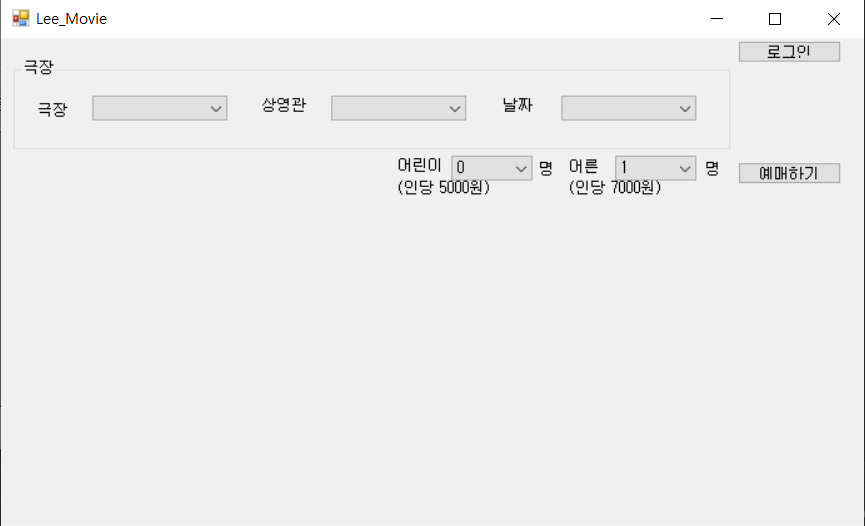 Lee_Movie
로그인
극장
극장 상영관 날짜
어린이 0 명 어른 1 명
(인당 5000원) (인당 7000원)
예매하기